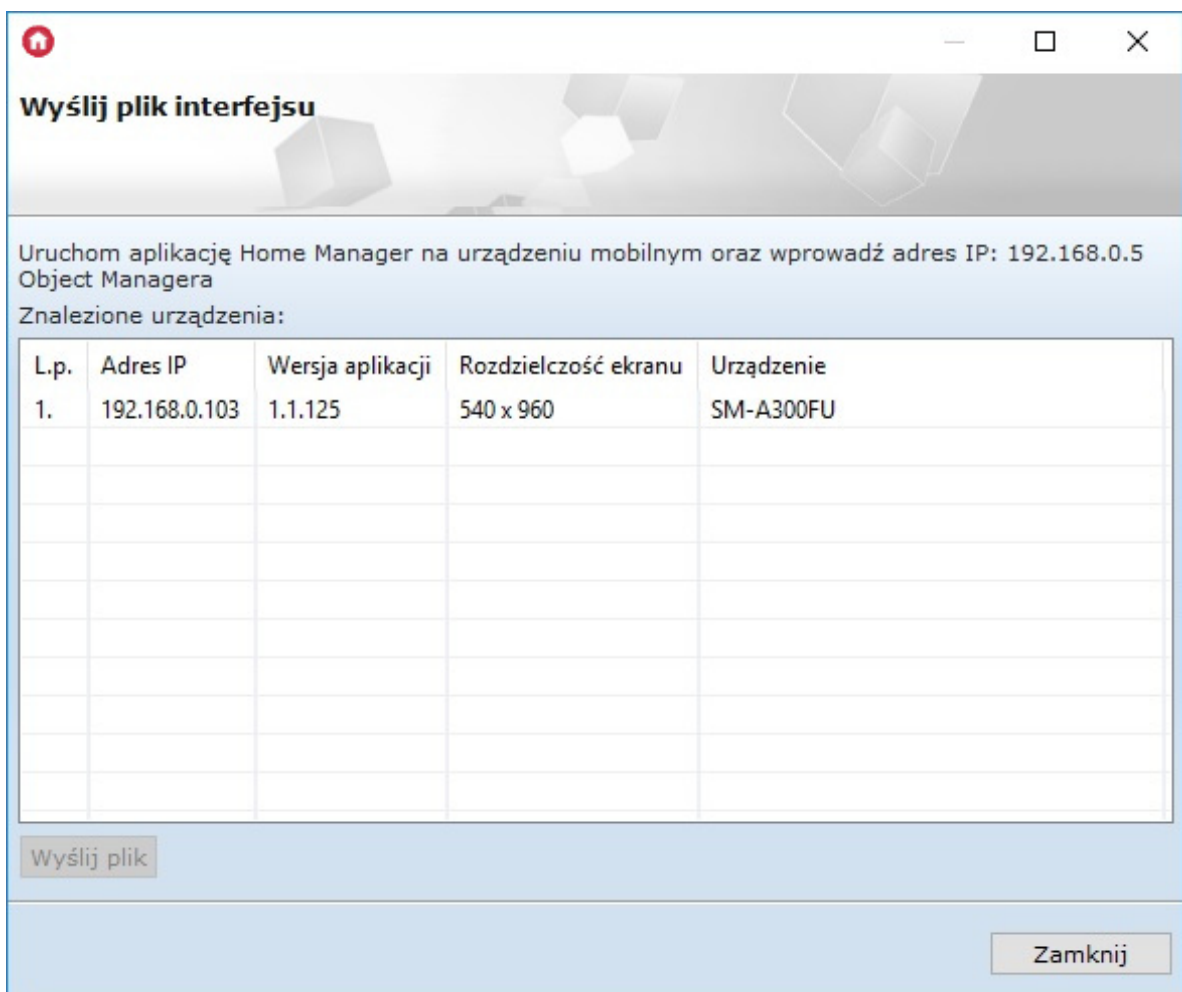 Wyślij plik interfejsu
Uruchom aplikację Home Manager na urządzeniu mobilnym oraz wprowadź adres IP: 192.168.0.5
Object Managera
Znalezione urządzenia:
L.p. Adres IP Wersja aplikacji Rozdzielczość ekranu Urządzenie
1. 192.168.0.103 1.1.125 540 x 960 SM-A300FU
Wyślij plik
Zamknij